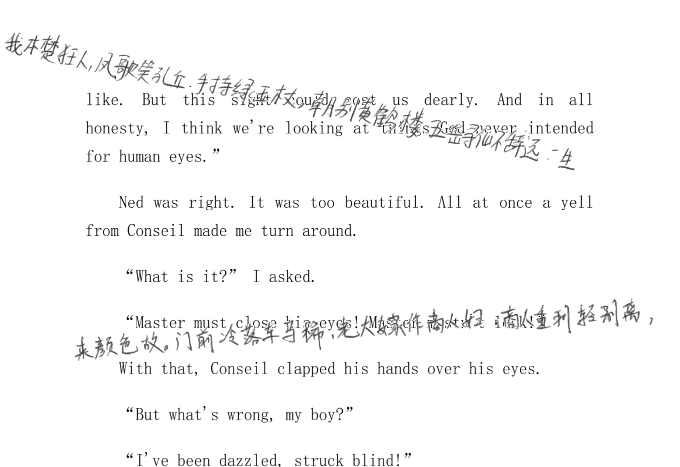 我本楚狂人,凤歌笑孔丘.手持绿玉杖,朝别黄鹤楼.五岳寻仙不辞远.一生
like. But this sight could cost us dearly. And in all
honesty, I think we're looking at things God never intended
for human eyes.”
Ned was right. It was too beautiful. All at once a yell
from Conseil made me turn around.
“What is it?” I asked.
“Master must close his eyes! Master
来颜色故。门前冷落车马稀,老大嫁作商人妇.商人重利轻别离,
With that, Conseil clapped his hands over his eyes.
“But what's wrong, my boy?”
“I've been dazzled, struck blind!”